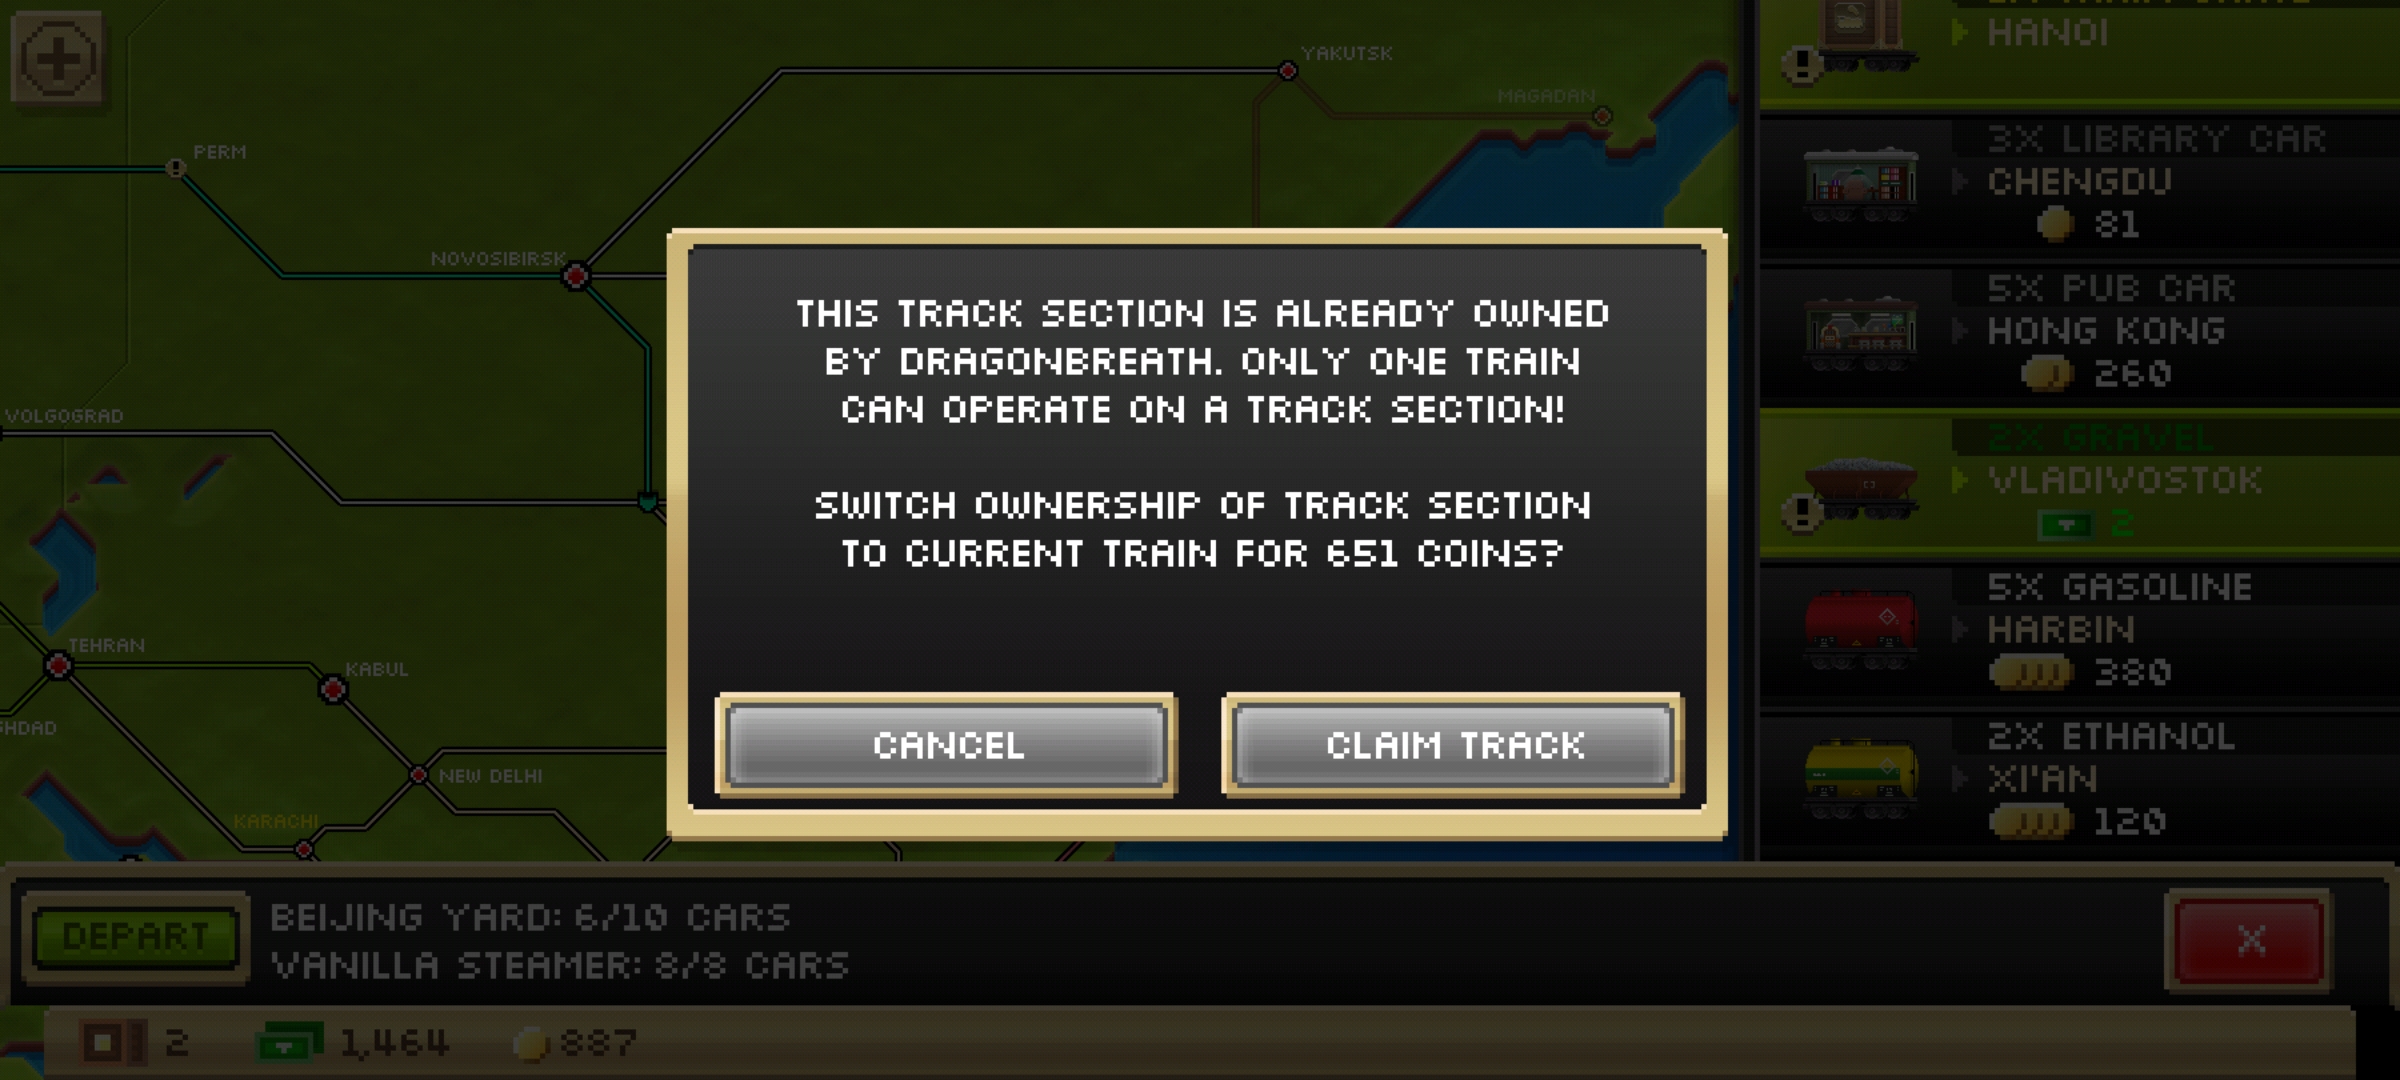 YAKUTSK
HANOI
MAGADAN
PERM
3X LIBRARY CAR
CHENGDU
81
NOVOSIBIRSK
5X PUB CAR
HONG KONG
260
THIS TRACK SECTION IS ALREADY OWNED
BY DRAGONBREATH. ONLY ONE TRAIN
CAN OPERATE ON A TRACK SECTION!
SWITCH OWNERSHIP OF TRACK SECTION
TO CURRENT TRAIN FOR 651 COINS?
CANCEL
CLAIM TRACK
VOLGOGRAD
2X GRAVEL
VLADIVOSTOK
2
5X GASOLINE
HARBIN
380
TEHRAN
KABUL
HDAD
NEW DELHI
KARACHI
2X ETHANOL
XI'AN
120
DEPART
BEIJING YARD: 6/10 CARS
VANILLA STEAMER: 8/8 CARS
X
2
1,464
887